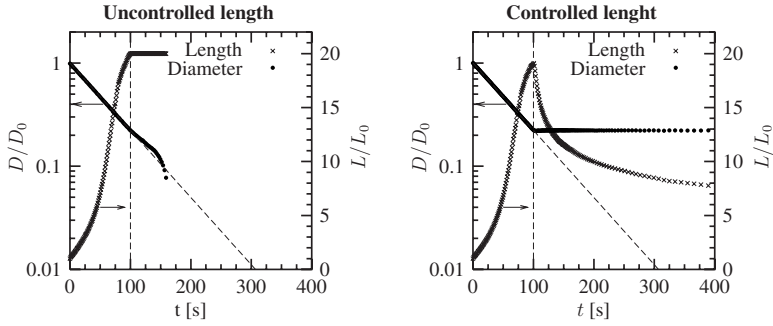 Uncontrolled length
Length ×
Diameter •
1
0.1
0.01
D/D0
20
15
10
5
0
L/L0
0 100 200 300 400
t [s]
Controlled lenght
Length ×
Diameter •
1
0.1
0.01
D/D0
20
15
10
5
0
L/L0
0 100 200 300 400
t [s]